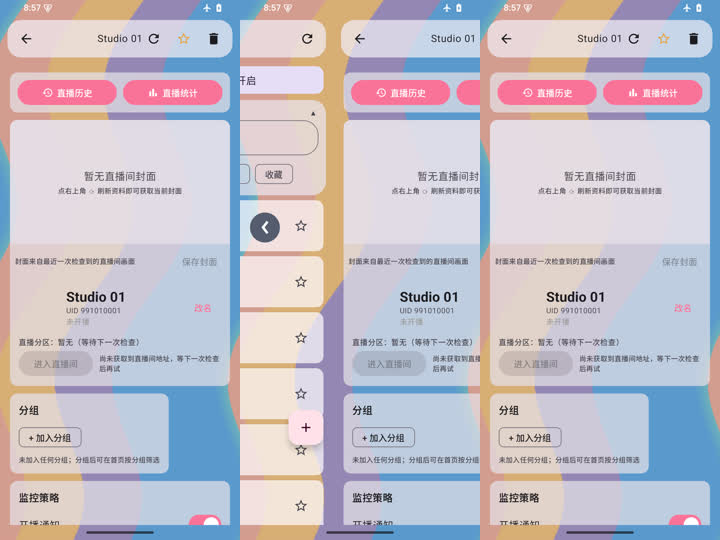 8:57
Studio 01
直播历史
直播统计
暂无直播间封面
点右上角 ⟳ 刷新资料即可获取当前封面
封面来自最近一次检查到的直播间画面
保存封面
Studio 01
UID 991010001
未开播
改名
直播分区：暂无（等待下一次检查）
进入直播间
尚未获取到直播间地址，等下一次检查
后再试
分组
+ 加入分组
未加入任何分组；分组后可在首页按分组筛选
监控策略
开播通知
8:57
开启
收藏
+
Studio 01
直播历史
暂无直播间封面
点右上角 ⟳ 刷新资料即可获
封面来自最近一次检查到的直播间画面
Studio 01
UID 991010001
未开播
直播分区：暂无（等待下一次检查）
进入直播间
尚未获取到直播间
后再试
分组
+ 加入分组
未加入任何分组；分组后可在首页按分
监控策略
开播通知
8:57
Studio 01
直播历史
直播统计
暂无直播间封面
点右上角 ⟳ 刷新资料即可获取当前封面
封面来自最近一次检查到的直播间画面
保存封面
Studio 01
UID 991010001
未开播
改名
直播分区：暂无（等待下一次检查）
进入直播间
尚未获取到直播间地址，等下一次检查
后再试
分组
+ 加入分组
未加入任何分组；分组后可在首页按分组筛选
监控策略
开播通知